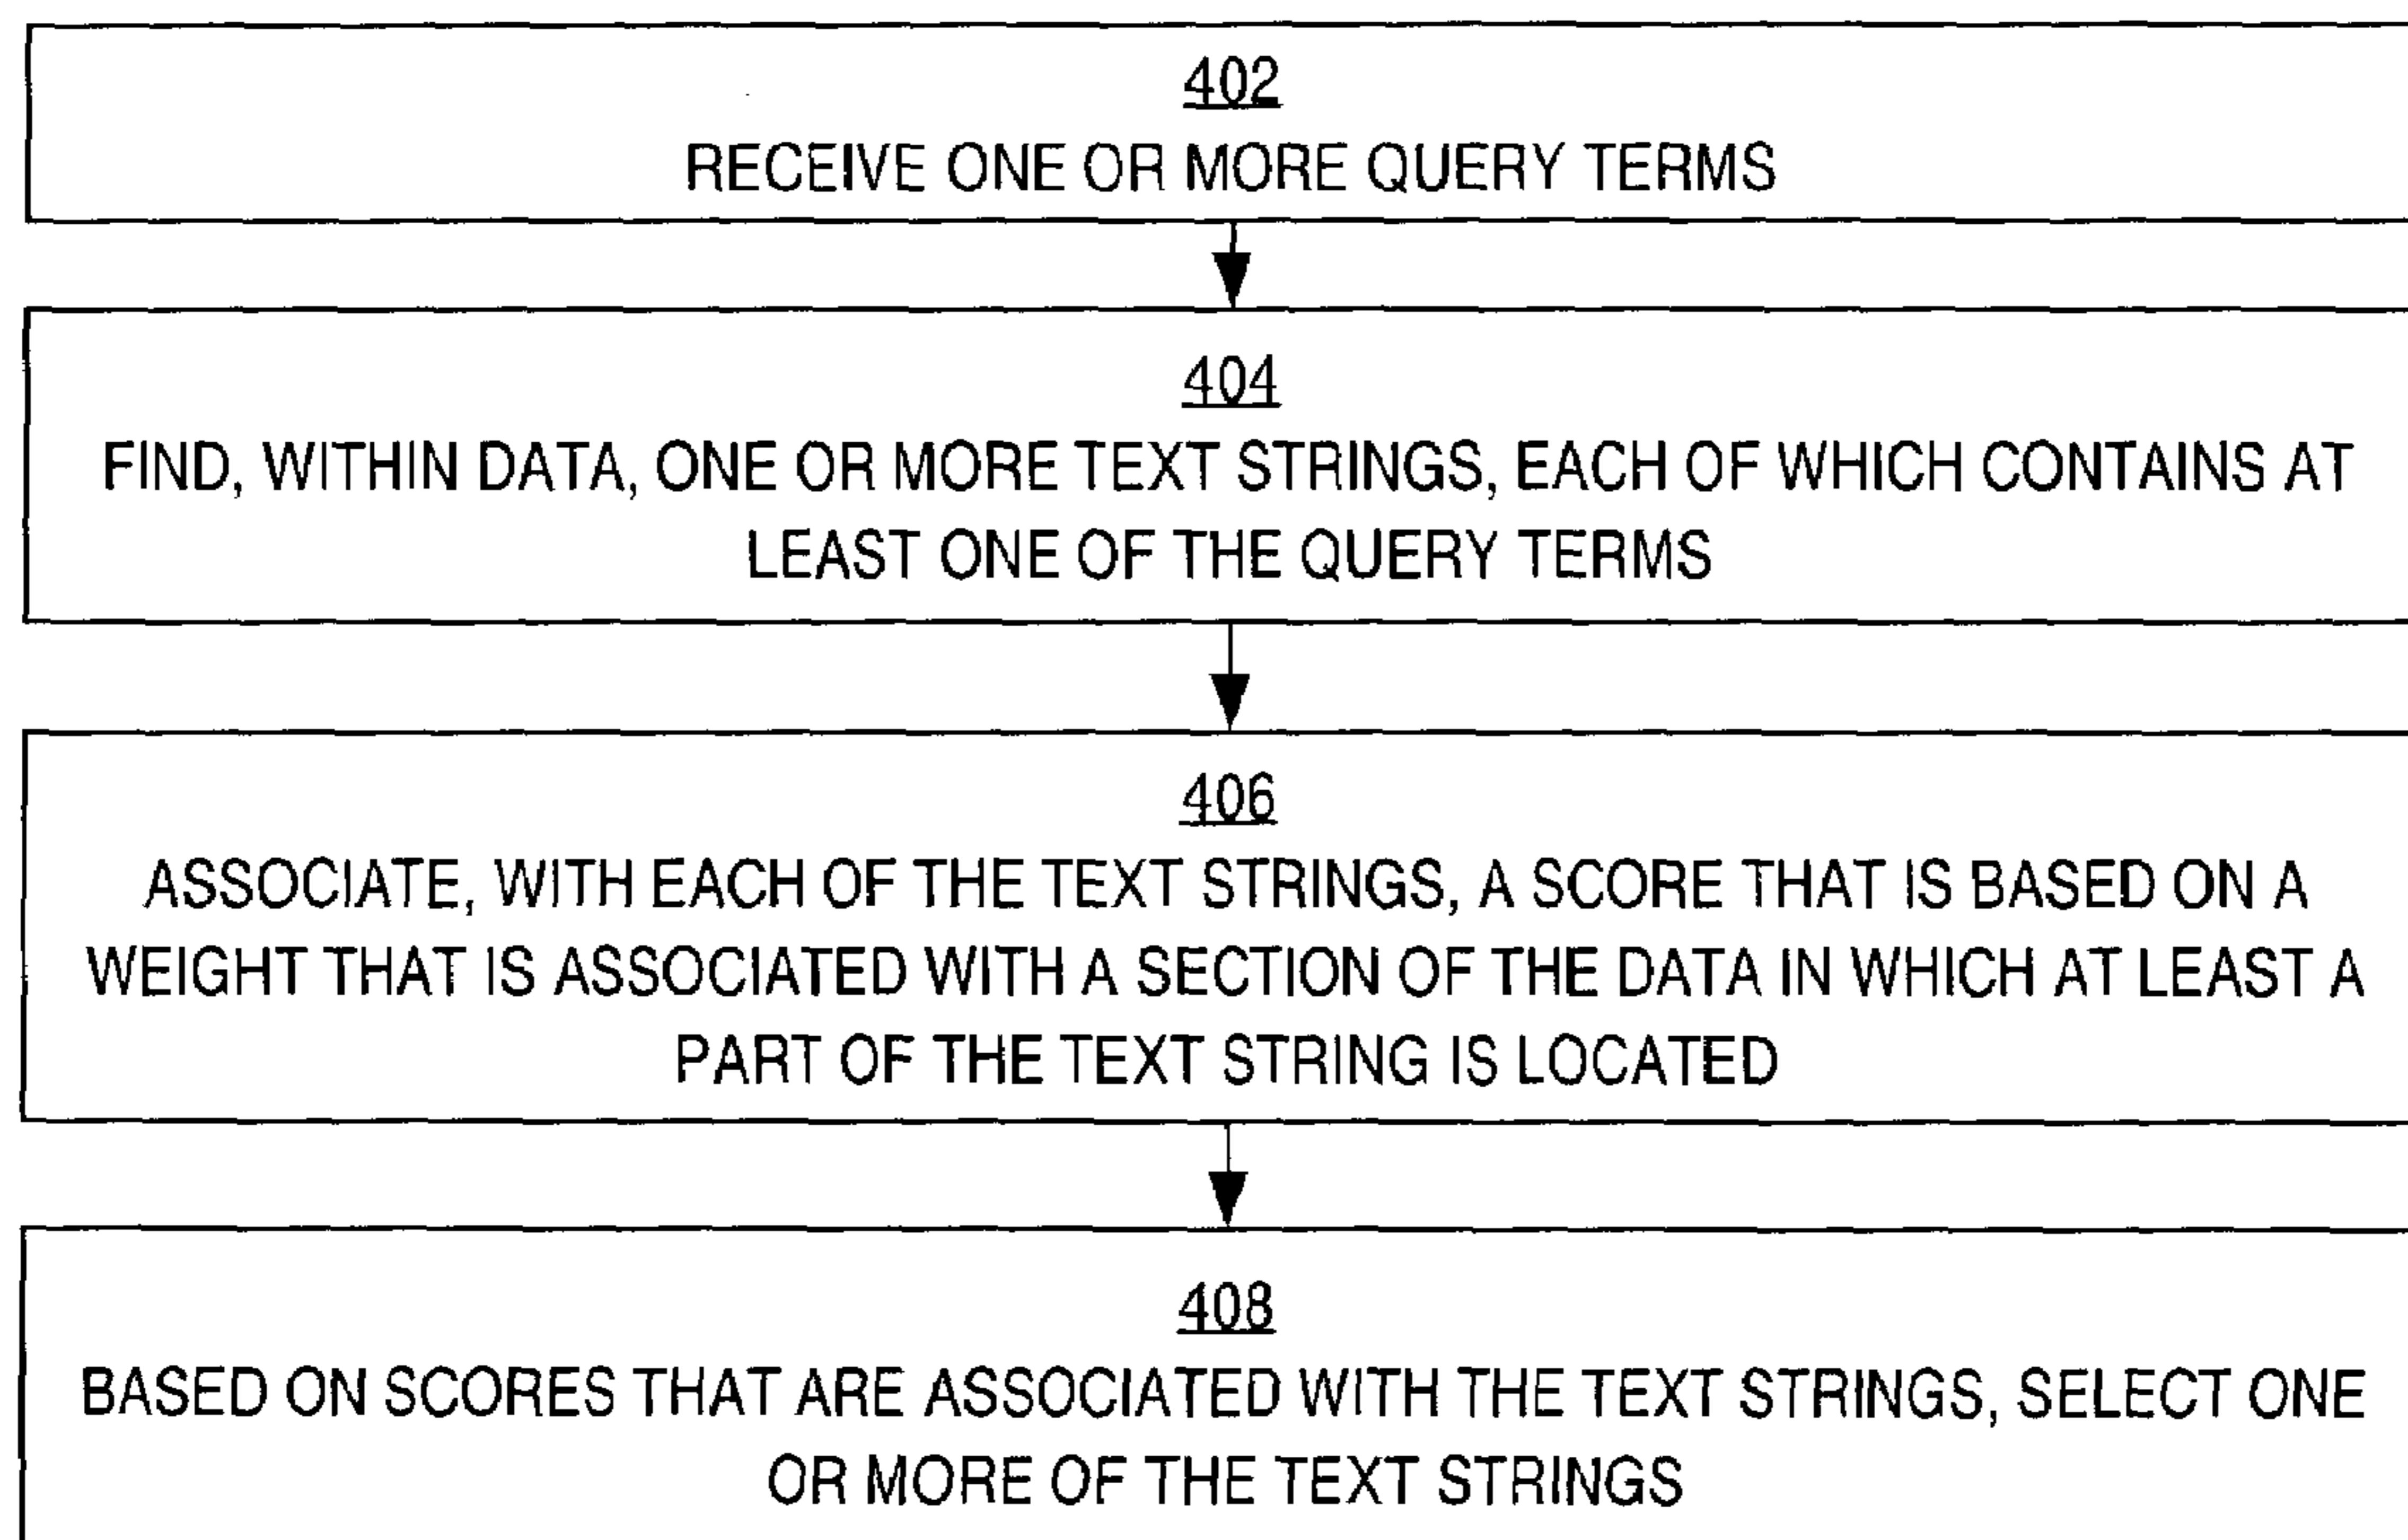 402
RECEIVE ONE OR MORE QUERY TERMS
404
FIND, WITHIN DATA, ONE OR MORE TEXT STRINGS, EACH OF WHICH CONTAINS AT
LEAST ONE OF THE QUERY TERMS
406
ASSOCIATE, WITH EACH OF THE TEXT STRINGS, A SCORE THAT IS BASED ON A
WEIGHT THAT IS ASSOCIATED WITH A SECTION OF THE DATA IN WHICH AT LEAST A
PART OF THE TEXT STRING IS LOCATED
408
BASED ON SCORES THAT ARE ASSOCIATED WITH THE TEXT STRINGS, SELECT ONE
OR MORE OF THE TEXT STRINGS